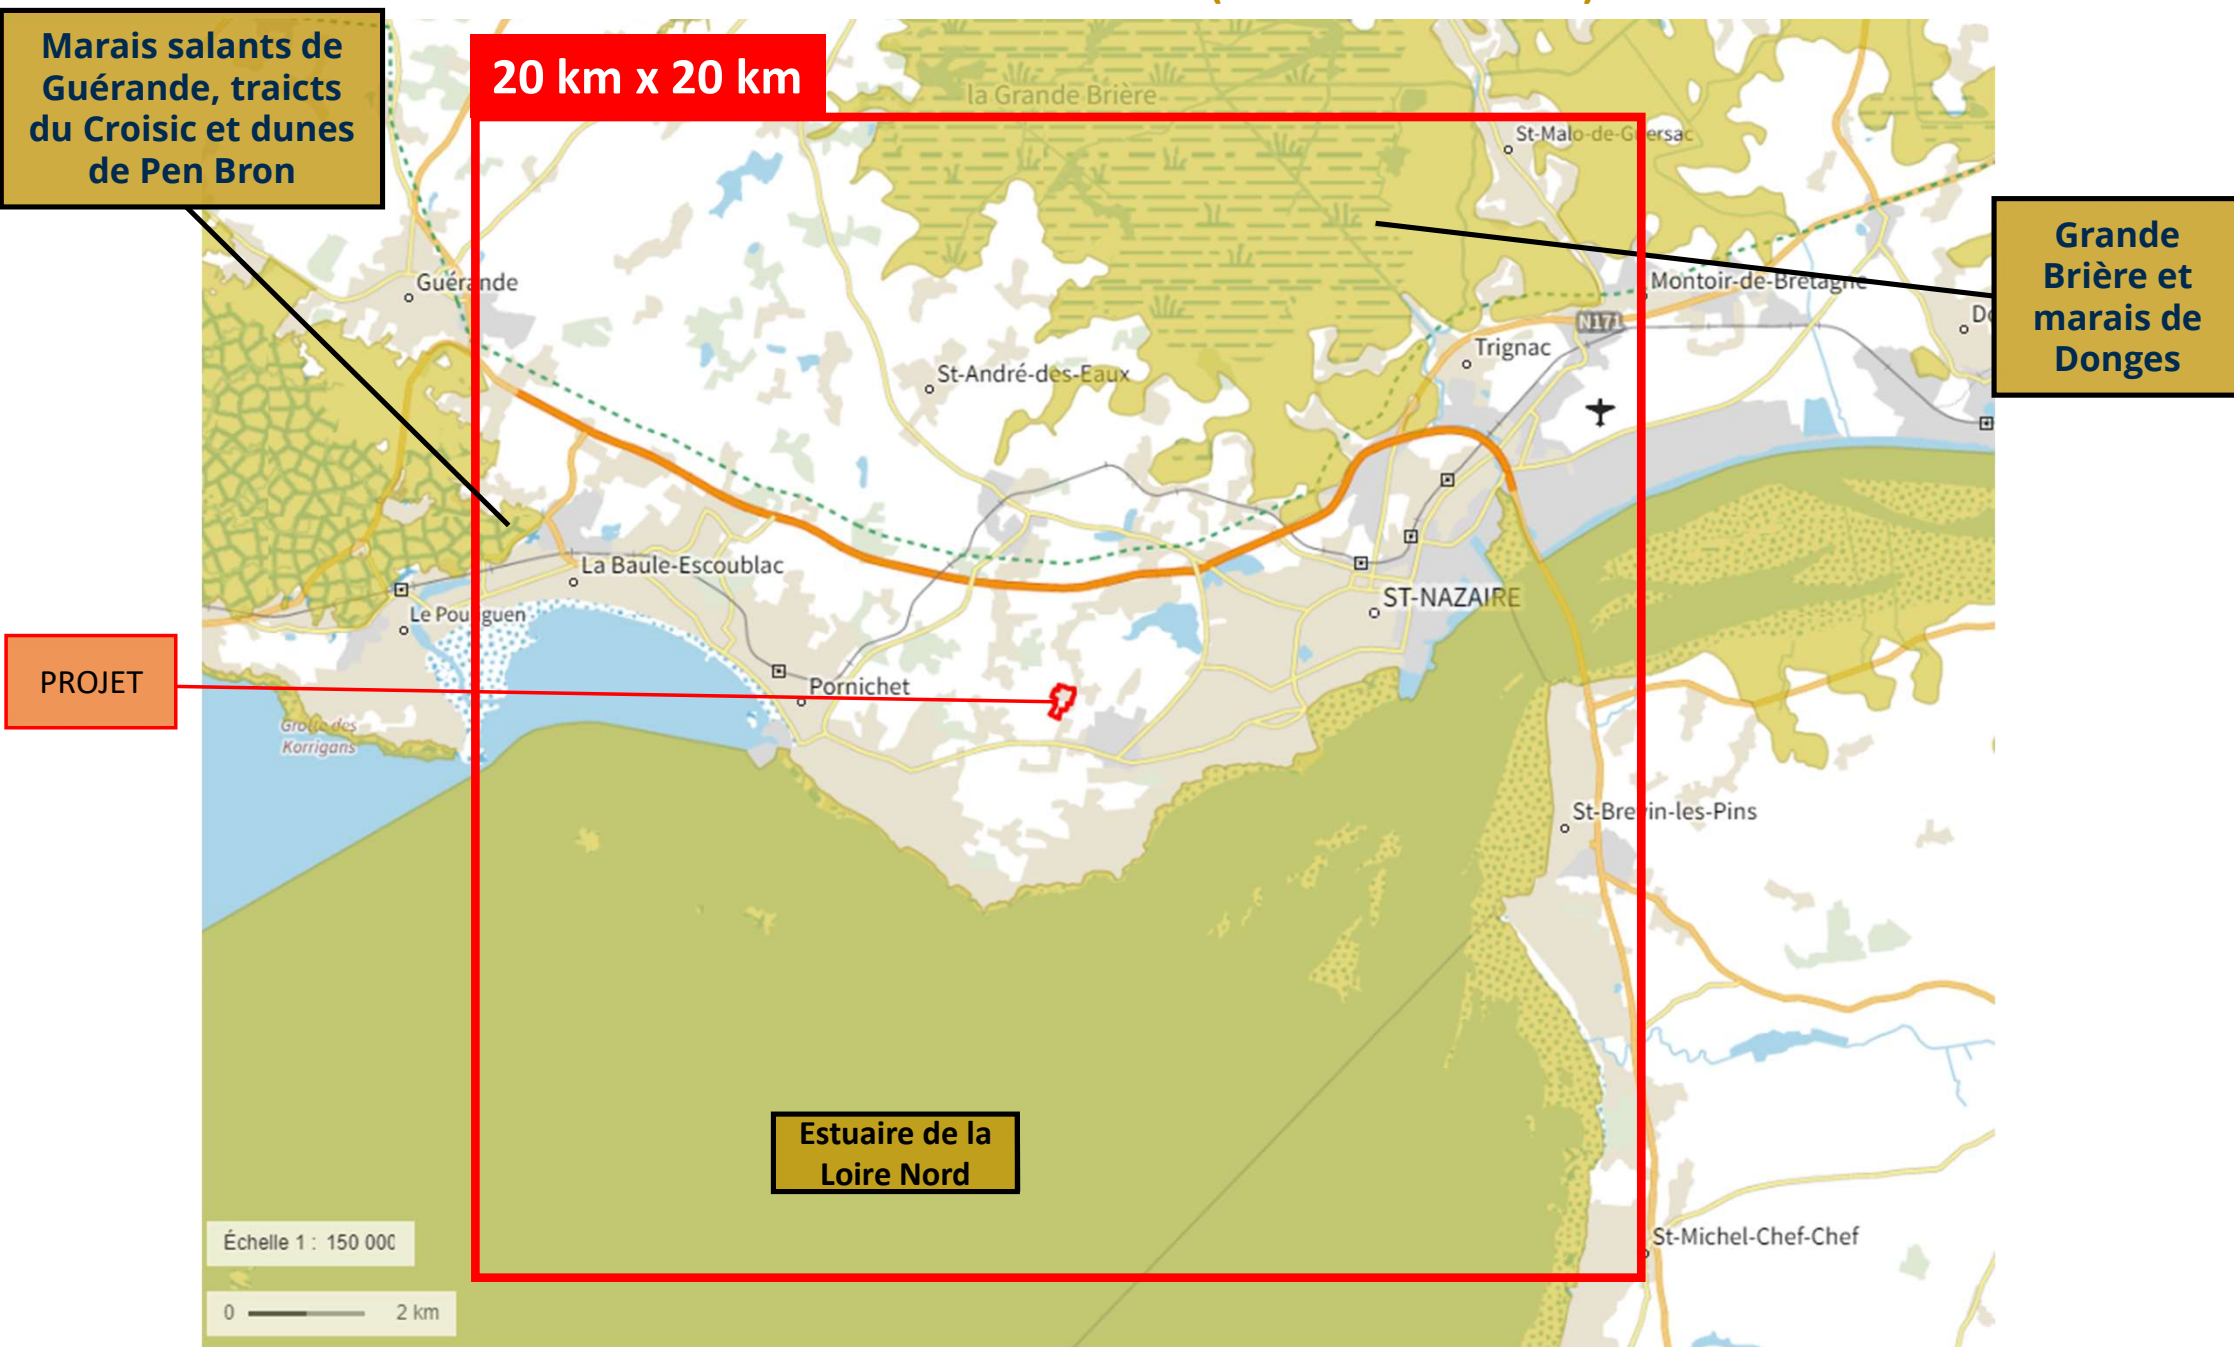 Marais salants de
Guérande, traicts
du Croisic et dunes
de Pen Bron
20 km x 20 km
la Grande Brière
St-Malo-de-Guersac
Grande
Brière et
marais de
Donges
Guérande
Montoir-de-Bretagne
N171
Trignac
St-André-des-Eaux
La Baule-Escoublac
ST-NAZAIRE
Le Pouliguen
PROJET
Pornichet
Grotte des
Korrigans
St-Brevin-les-Pins
Estuaire de la
Loire Nord
St-Michel-Chef-Chef
Échelle 1 : 150 000
0 2 km